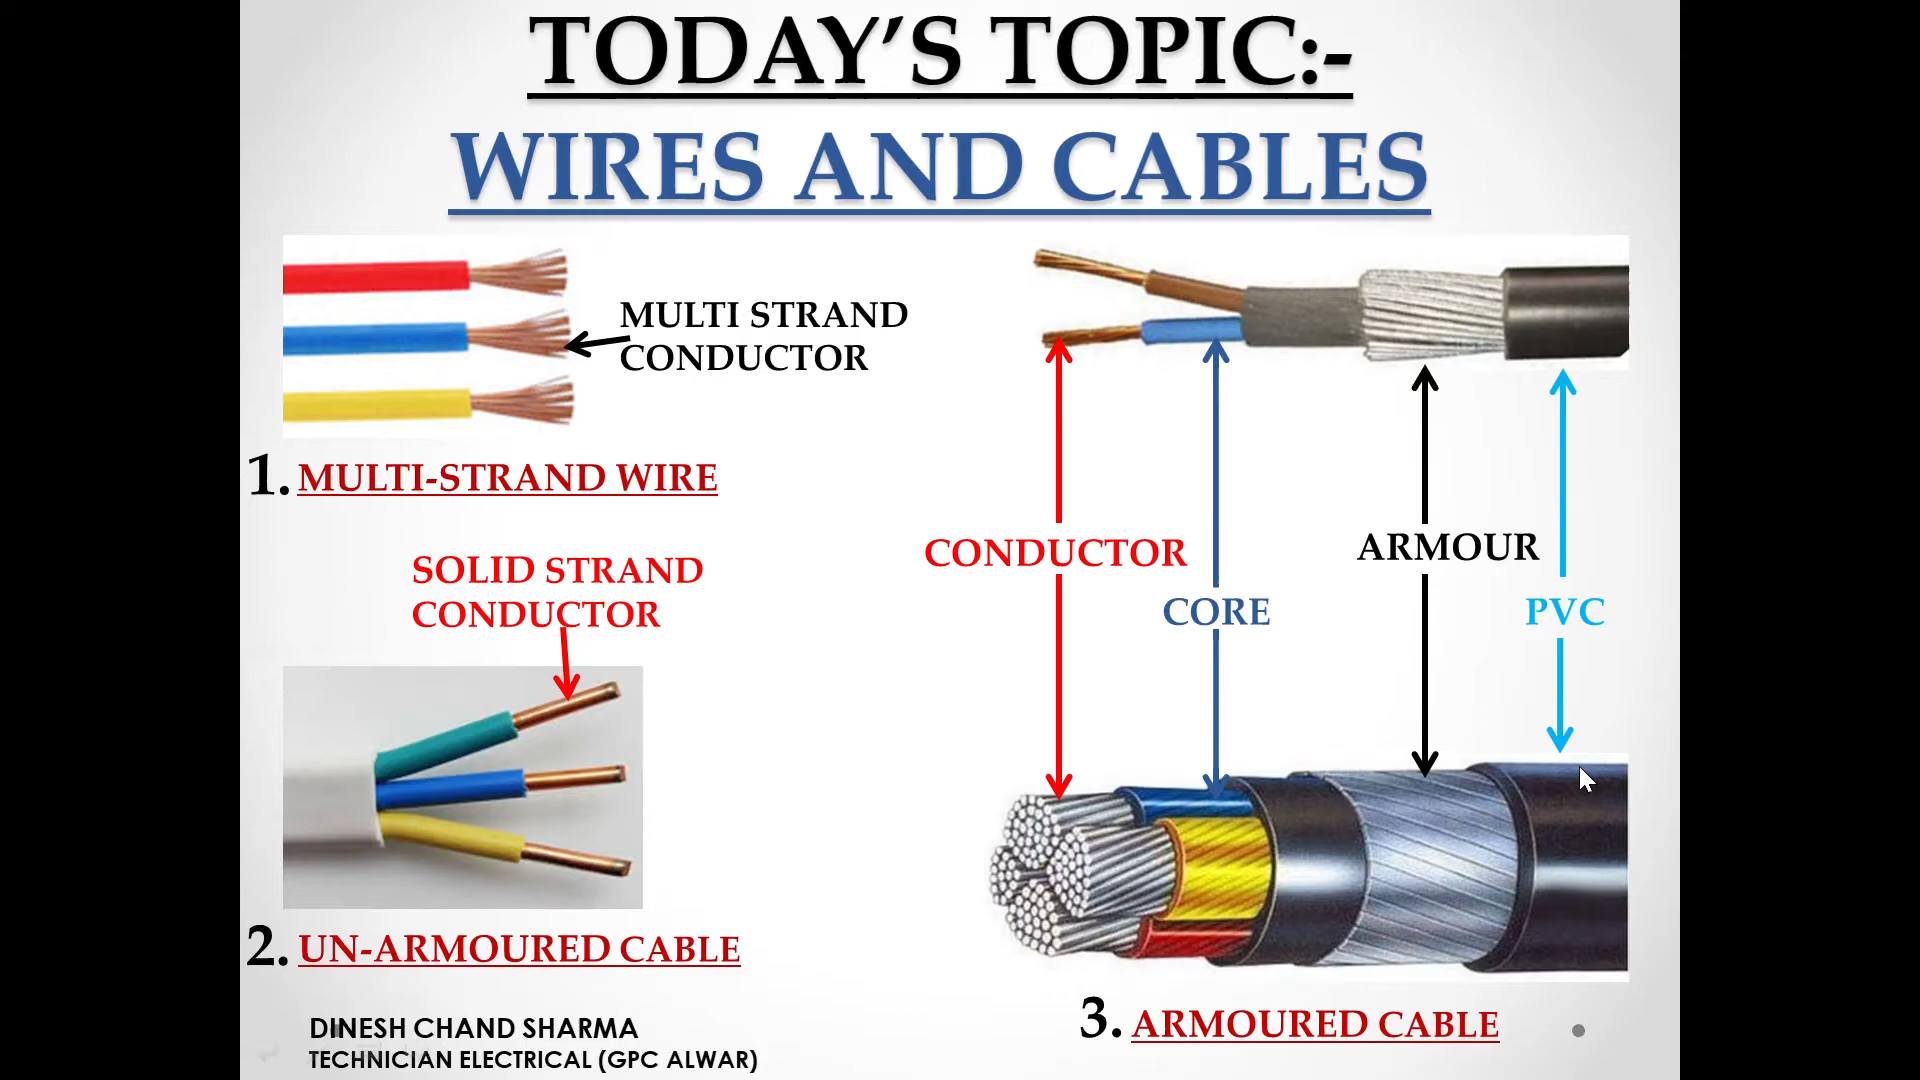 TODAY’S TOPIC:-
WIRES AND CABLES
MULTI STRAND
CONDUCTOR
1. MULTI-STRAND WIRE
SOLID STRAND
CONDUCTOR
2. UN-ARMOURED CABLE
CONDUCTOR
CORE
ARMOUR
PVC
3. ARMOURED CABLE
DINESH CHAND SHARMA
TECHNICIAN ELECTRICAL (GPC ALWAR)